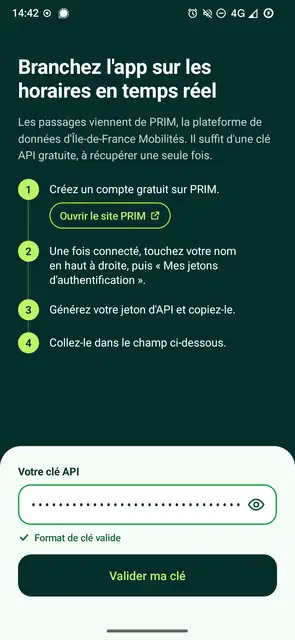 14:42
4G
Branchez l'app sur les
horaires en temps réel
Les passages viennent de PRIM, la plateforme de
données d'Île-de-France Mobilités. Il suffit d'une clé
API gratuite, à récupérer une seule fois.
1 Créez un compte gratuit sur PRIM.
Ouvrir le site PRIM
2 Une fois connecté, touchez votre nom
en haut à droite, puis « Mes jetons
d'authentification ».
3 Générez votre jeton d'API et copiez-le.
4 Collez-le dans le champ ci-dessous.
Votre clé API
Format de clé valide
Valider ma clé